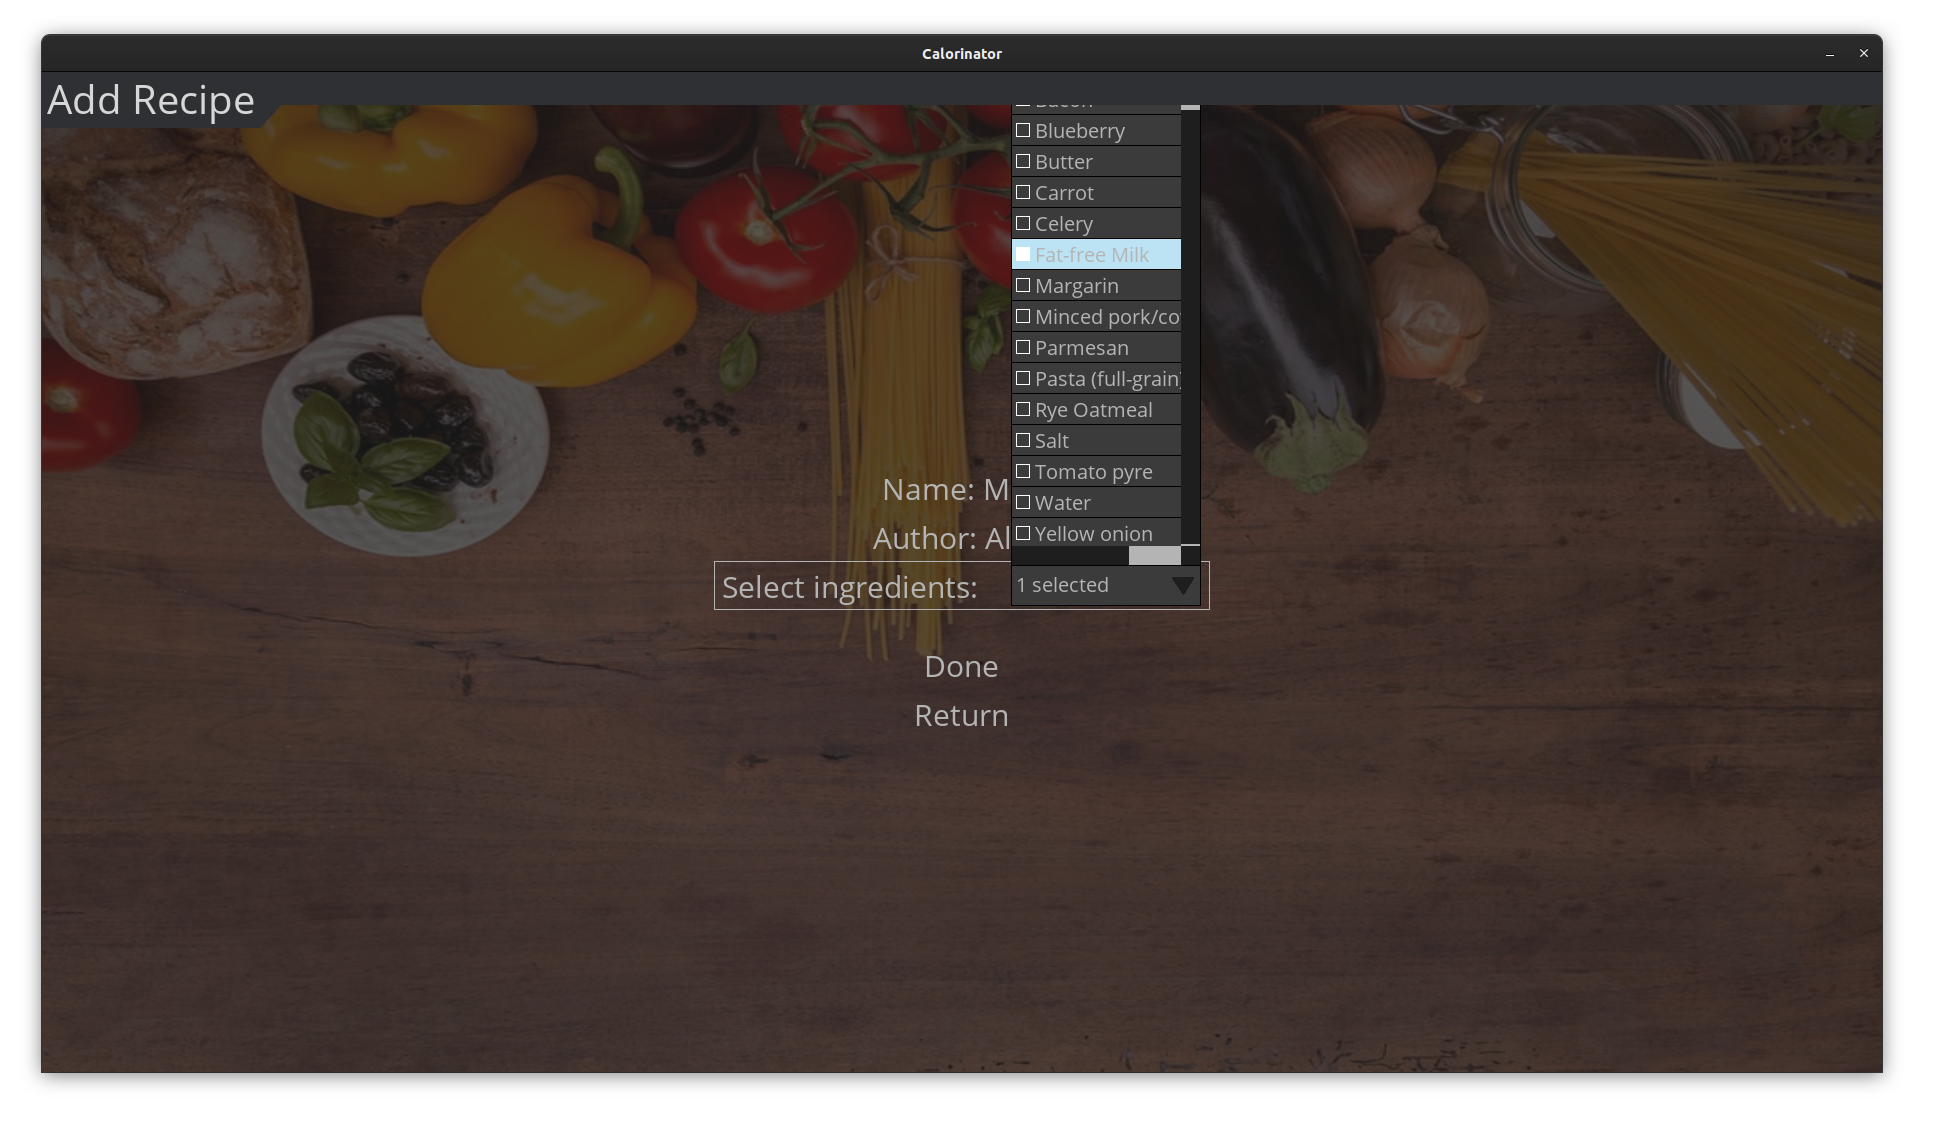 Calorinator
Add Recipe
Bacon
Blueberry
Butter
Carrot
Celery
Fat-free Milk
Margarin
Minced pork/co
Parmesan
Pasta (full-grain)
Rye Oatmeal
Salt
Tomato pyre
Water
Yellow onion
Name: M
Author: Al
Select ingredients: 1 selected
Done
Return